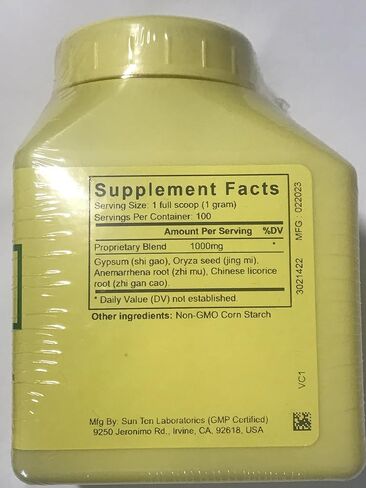 Supplement Facts
Serving Size: 1 full scoop (1 gram)
Servings Per Container: 100
Amount Per Serving %DV
Proprietary Blend 1000mg *
Gypsum (shi gao), Oryza seed (jing mi),
Anemarrhena root (zhi mu), Chinese licorice
root (zhi gan cao).
* Daily Value (DV) not established.
Other ingredients: Non-GMO Corn Starch
Mfg By: Sun Ten Laboratories (GMP Certified)
9250 Jeronimo Rd., Irvine, CA, 92618, USA
VC1 3021422 MFG 022023